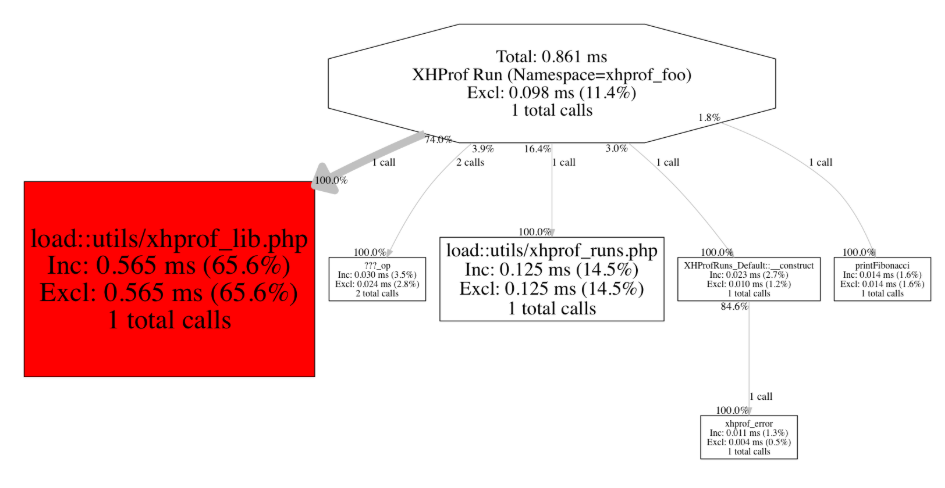 Total: 0.861 ms
XHProf Run (Namespace=xhprof_foo)
Excl: 0.098 ms (11.4%)
1 total calls
74.0%
3.9%
16.4%
3.0%
1.8%
1 call
2 calls
1 call
1 call
1 call
100.0%
load::utils/xhprof_lib.php
Inc: 0.565 ms (65.6%)
Excl: 0.565 ms (65.6%)
1 total calls
100.0%
???_op
Inc: 0.030 ms (3.5%)
Excl: 0.024 ms (2.8%)
2 total calls
100.0%
load::utils/xhprof_runs.php
Inc: 0.125 ms (14.5%)
Excl: 0.125 ms (14.5%)
1 total calls
100.0%
XHProfRuns_Default::__construct
Inc: 0.023 ms (2.7%)
Excl: 0.010 ms (1.2%)
1 total calls
100.0%
printFibonacci
Inc: 0.014 ms (1.6%)
Excl: 0.014 ms (1.6%)
1 total calls
84.6%
1 call
100.0%
xhprof_error
Inc: 0.011 ms (1.3%)
Excl: 0.004 ms (0.5%)
1 total calls